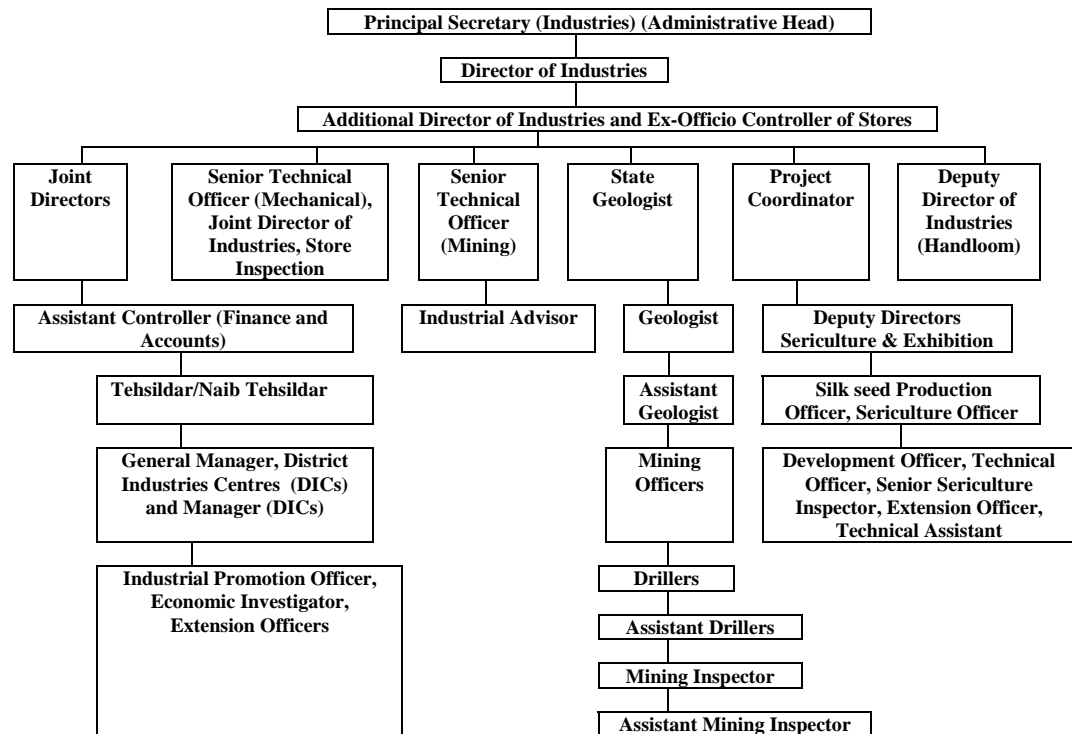 Principal Secretary (Industries) (Administrative Head)
Director of Industries
Additional Director of Industries and Ex-Officio Controller of Stores
Joint
Directors
Senior Technical
Officer (Mechanical),
Joint Director of
Industries, Store
Inspection
Senior
Technical
Officer
(Mining)
State
Geologist
Project
Coordinator
Deputy
Director of
Industries
(Handloom)
Assistant Controller (Finance and
Accounts)
Industrial Advisor
Geologist
Deputy Directors
Sericulture & Exhibition
Tehsildar/Naib Tehsildar
Assistant
Geologist
Silk seed Production
Officer, Sericulture Officer
General Manager, District
Industries Centres (DICs)
and Manager (DICs)
Mining
Officers
Development Officer, Technical
Officer, Senior Sericulture
Inspector, Extension Officer,
Technical Assistant
Industrial Promotion Officer,
Economic Investigator,
Extension Officers
Drillers
Assistant Drillers
Mining Inspector
Assistant Mining Inspector